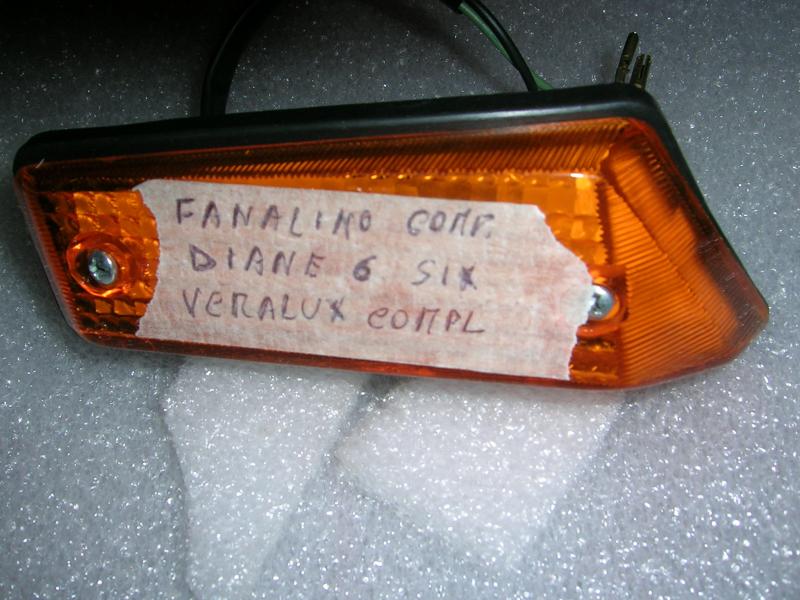 FANALINO COMP.
DIANE 6 SIX
VERALUX COMPL